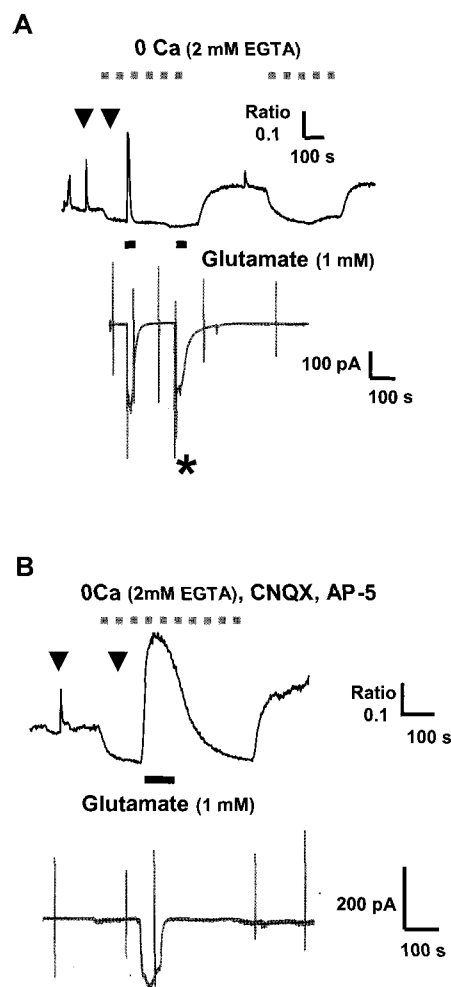 A
0 Ca (2 mM EGTA)
Ratio
0.1
100 s
Glutamate (1 mM)
100 pA
100 s
*
B
0Ca (2mM EGTA), CNQX, AP-5
Ratio
0.1
100 s
Glutamate (1 mM)
200 pA
100 s